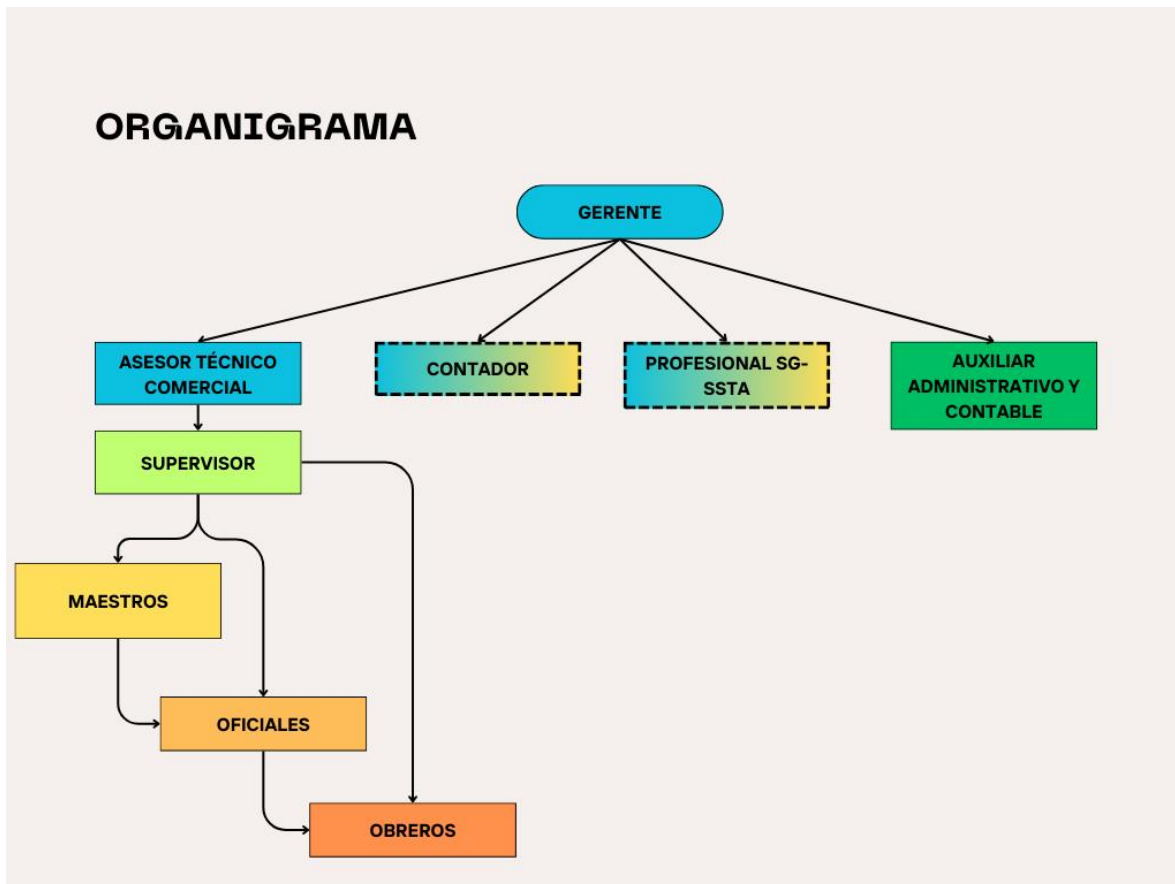 ORGANIGRAMA
GERENTE
ASESOR TÉCNICO
COMERCIAL
CONTADOR
PROFESIONAL SG-
SSTA
AUXILIAR
ADMINISTRATIVO Y
CONTABLE
SUPERVISOR
MAESTROS
OFICIALES
OBREROS